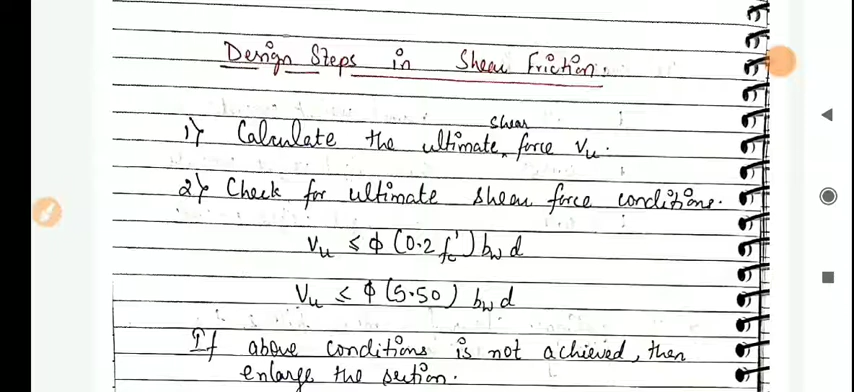 Design Steps in Shear Friction.
1) Calculate the ultimate shear force Vu.
2) Check for ultimate shear force conditions.
Vu ≤ ɸ (0.2 fc') bw d
Vu ≤ ɸ (5.50) bw d
If above conditions is not achieved, then
enlarge the section.